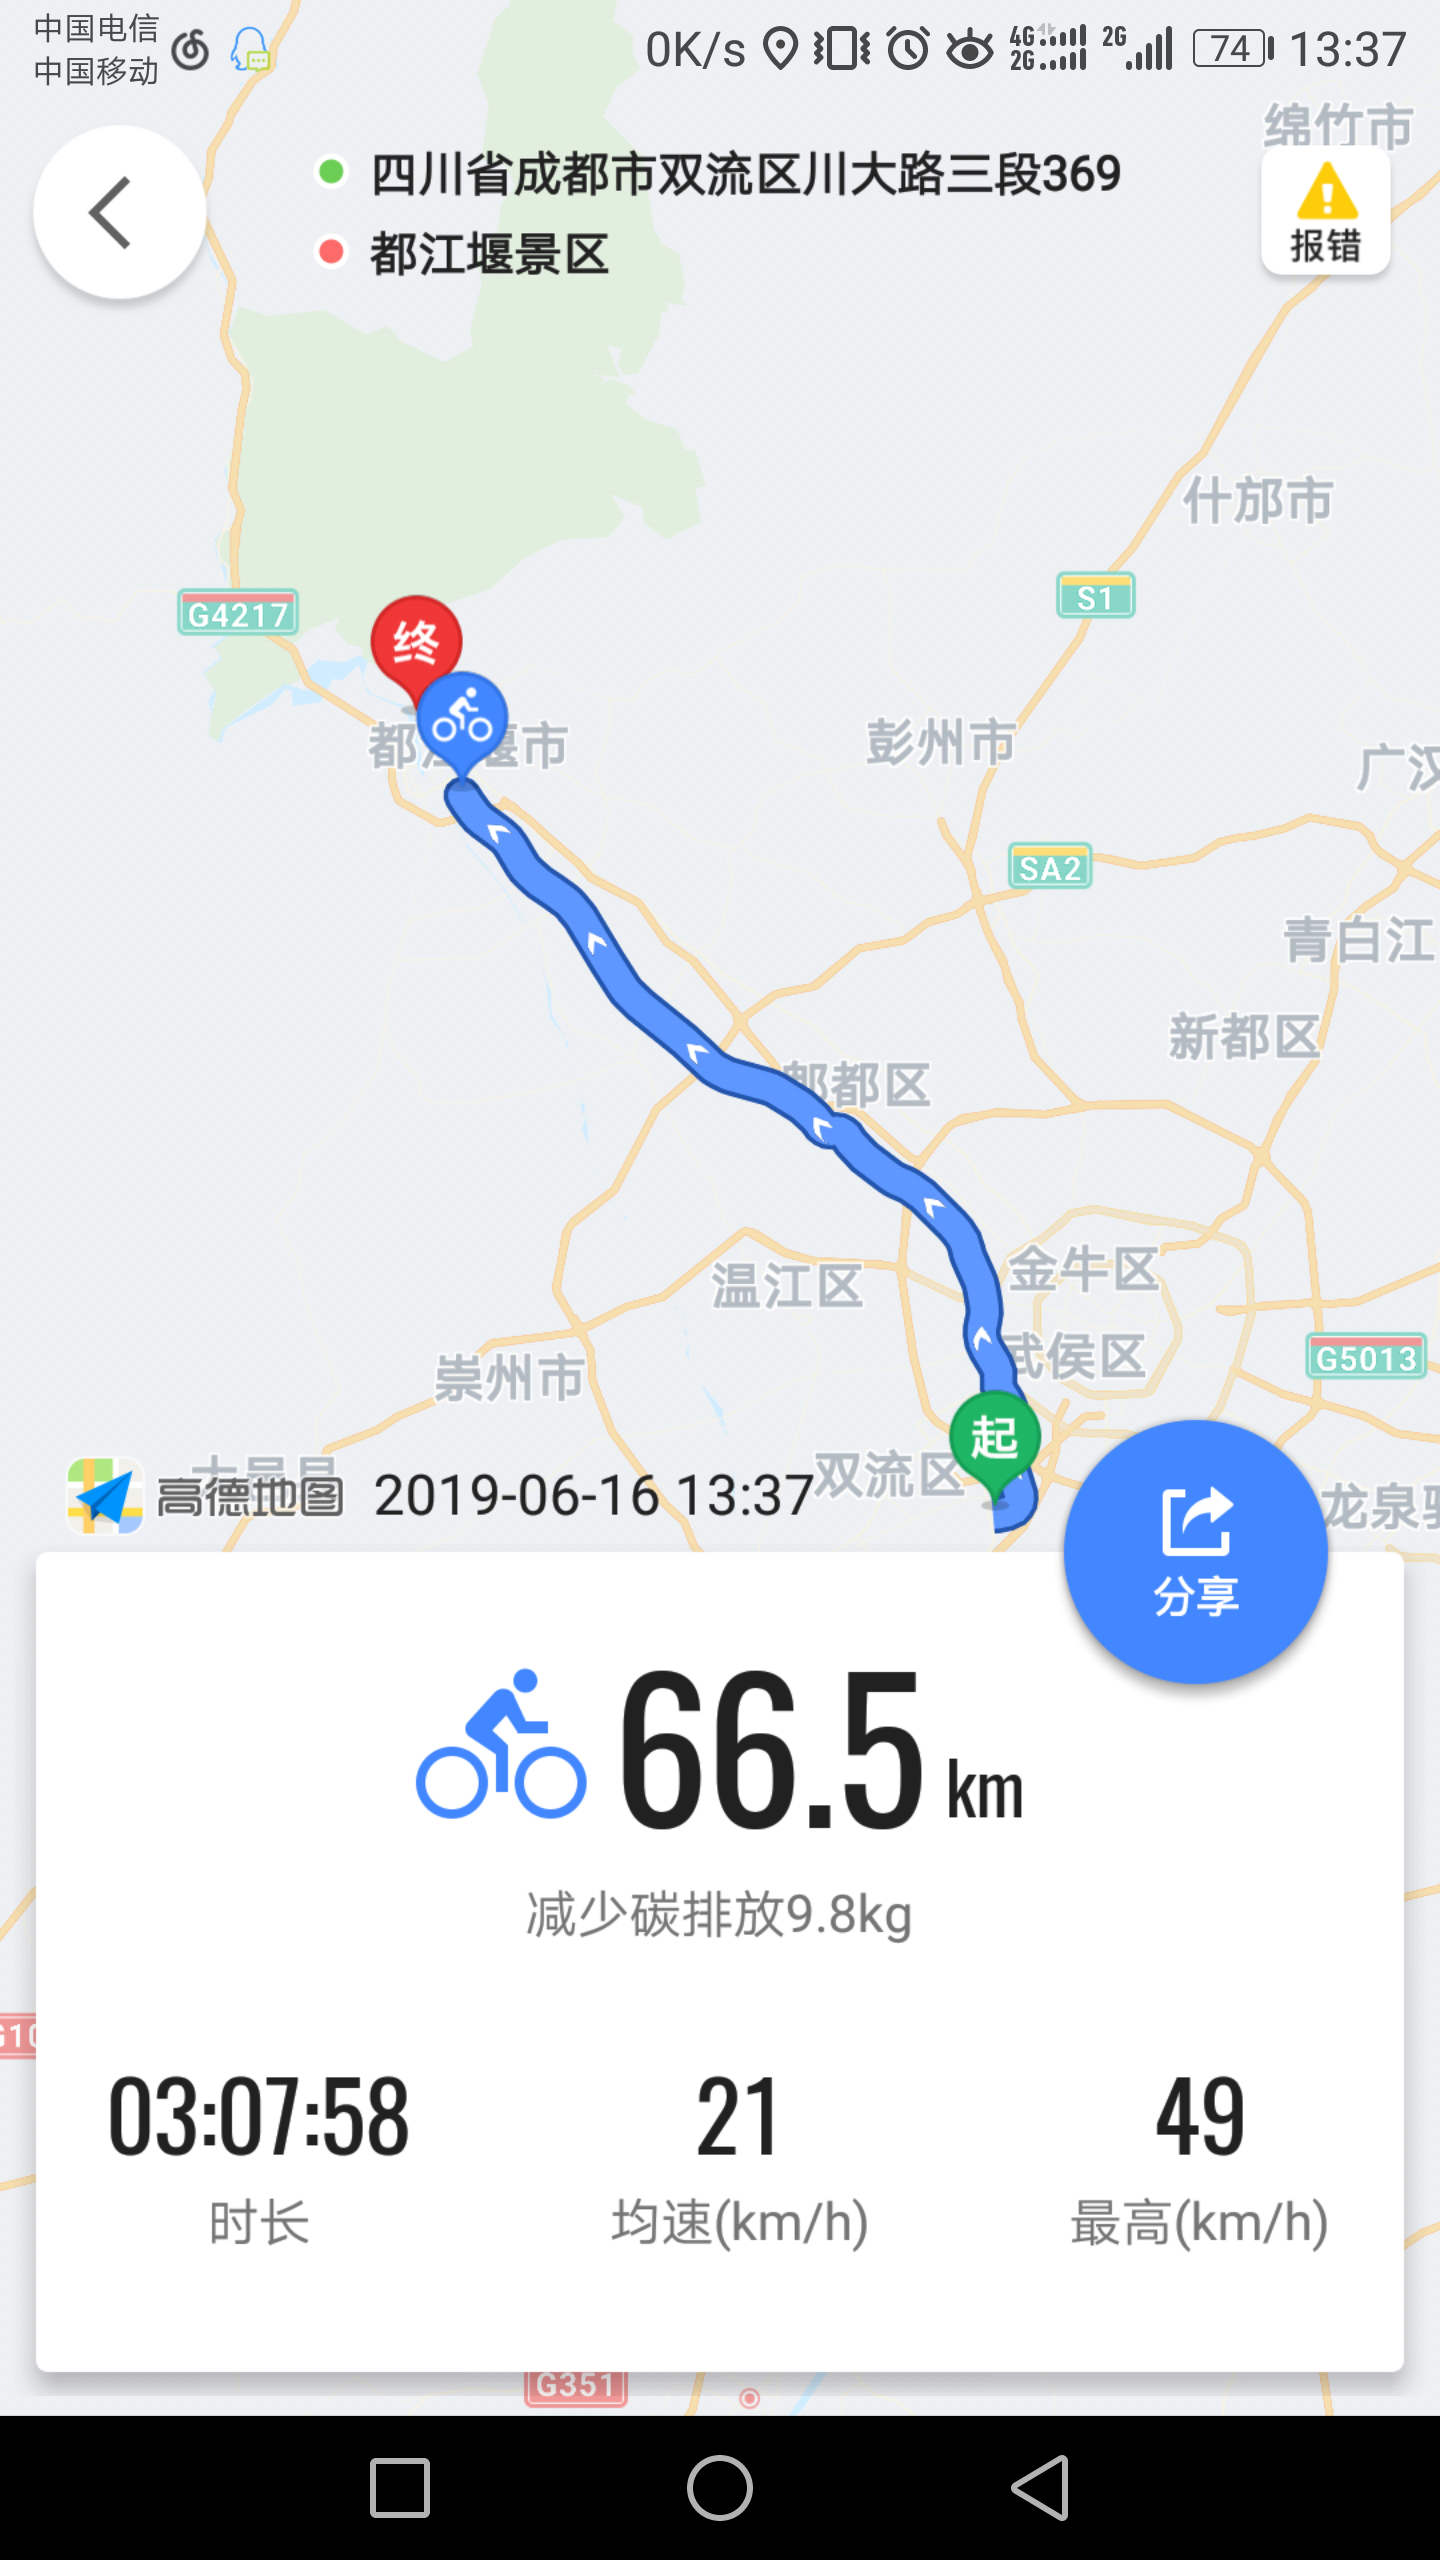 中国电信
中国移动
0K/s 4G 2G 2G 74 13:37
绵竹市
四川省成都市双流区川大路三段369
都江堰景区
报错
什邡市
S1
G4217
终
都江堰市
彭州市
广汉
SA2
青白江
新都区
郫都区
金牛区
温江区
武侯区
G5013
崇州市
起
双流区
高德地图 2019-06-16 13:37
龙泉驿
分享
66.5 km
减少碳排放9.8kg
G10
03:07:58 21 49
时长 均速(km/h) 最高(km/h)
G351